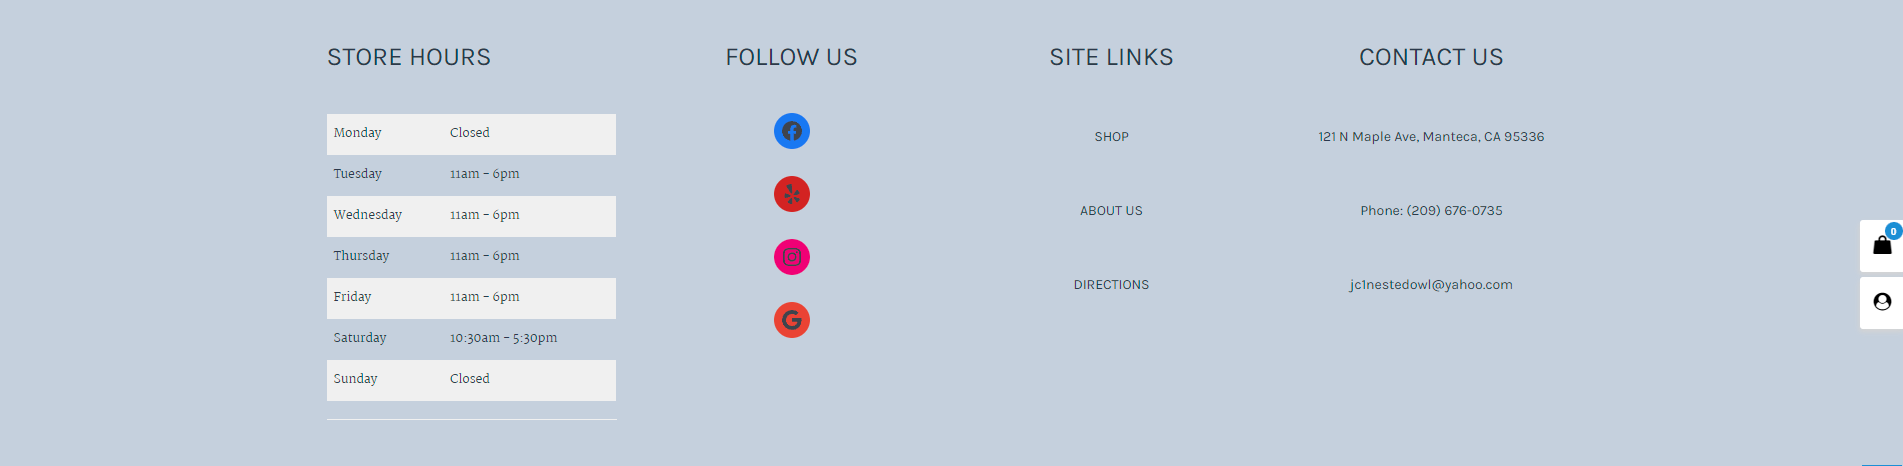 STORE HOURS
Monday Closed
Tuesday 11am - 6pm
Wednesday 11am - 6pm
Thursday 11am - 6pm
Friday 11am - 6pm
Saturday 10:30am - 5:30pm
Sunday Closed
FOLLOW US
SITE LINKS
SHOP
ABOUT US
DIRECTIONS
CONTACT US
121 N Maple Ave, Manteca, CA 95336
Phone: (209) 676-0735
jc1nestedowl@yahoo.com
0